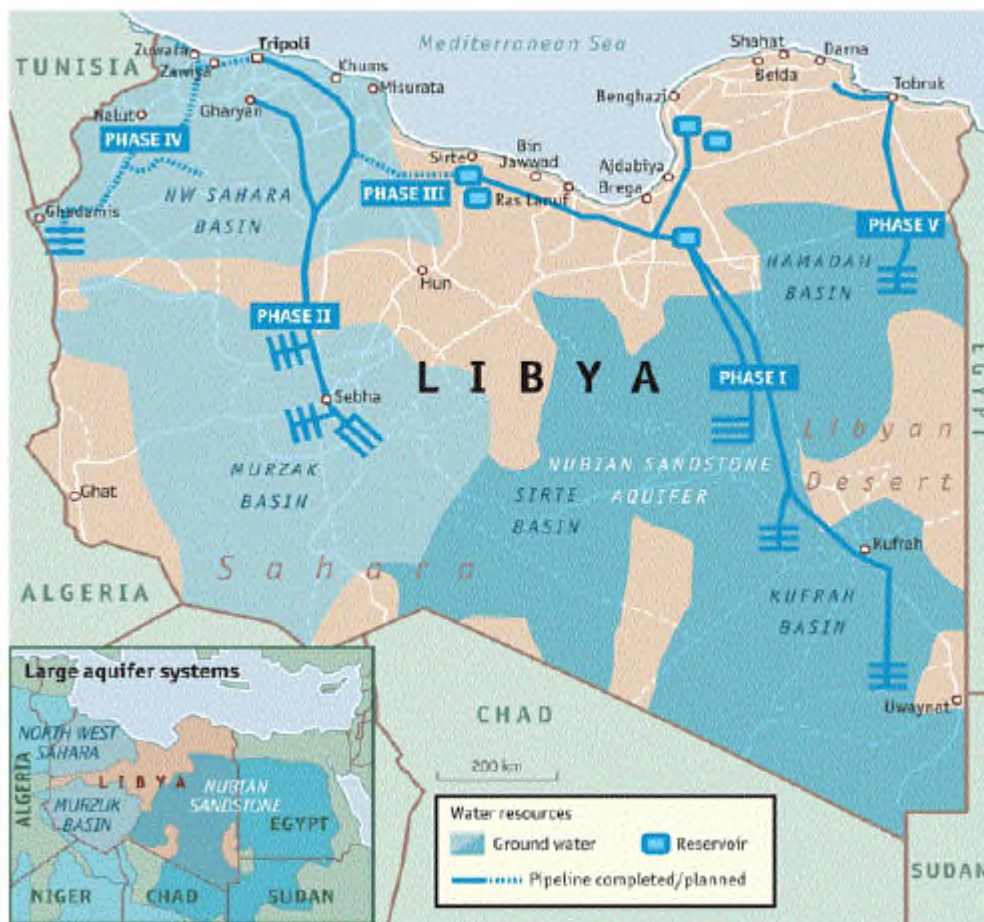 Mediterranean Sea
TUNISIA
Zuwara
Zawiya
Tripoli
Khums
Misurata
Nalut
Gharyan
PHASE IV
Ghadamis
NW SAHARA
BASIN
PHASE III
Sirte
Bin
Jawwad
Ras Lanuf
Ajdabiya
Brega
Benghazi
Shahat
Beida
Darna
Tobruk
PHASE V
HAMADAH
BASIN
Hun
PHASE II
Sebha
LIBYA
PHASE I
EGYPT
Libyan
Desert
NUBIAN SANDSTONE
AQUIFER
SIRTE
BASIN
MURZAK
BASIN
Ghat
Sahara
Kufrah
KUFRAH
BASIN
Uwaynat
ALGERIA
CHAD
SUDAN
200 km
Large aquifer systems
NORTH WEST
SAHARA
ALGERIA
LIBYA
MURZUK
BASIN
NUBIAN
SANDSTONE
EGYPT
NIGER
CHAD
SUDAN
Water resources
Ground water
Reservoir
Pipeline completed/planned